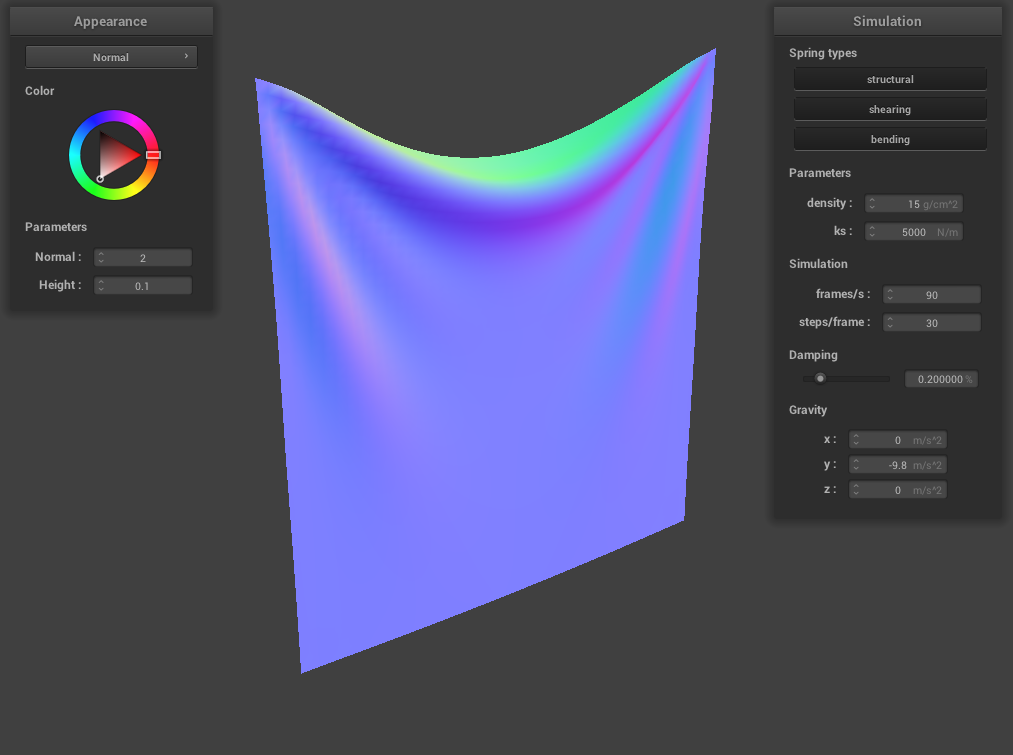 Appearance
Normal
Color
Parameters
Normal : 2
Height : 0.1
Simulation
Spring types
structural
shearing
bending
Parameters
density : 15 g/cm^2
ks : 5000 N/m
Simulation
frames/s : 90
steps/frame : 30
Damping
0.200000 %
Gravity
x : 0 m/s^2
y : -9.8 m/s^2
z : 0 m/s^2